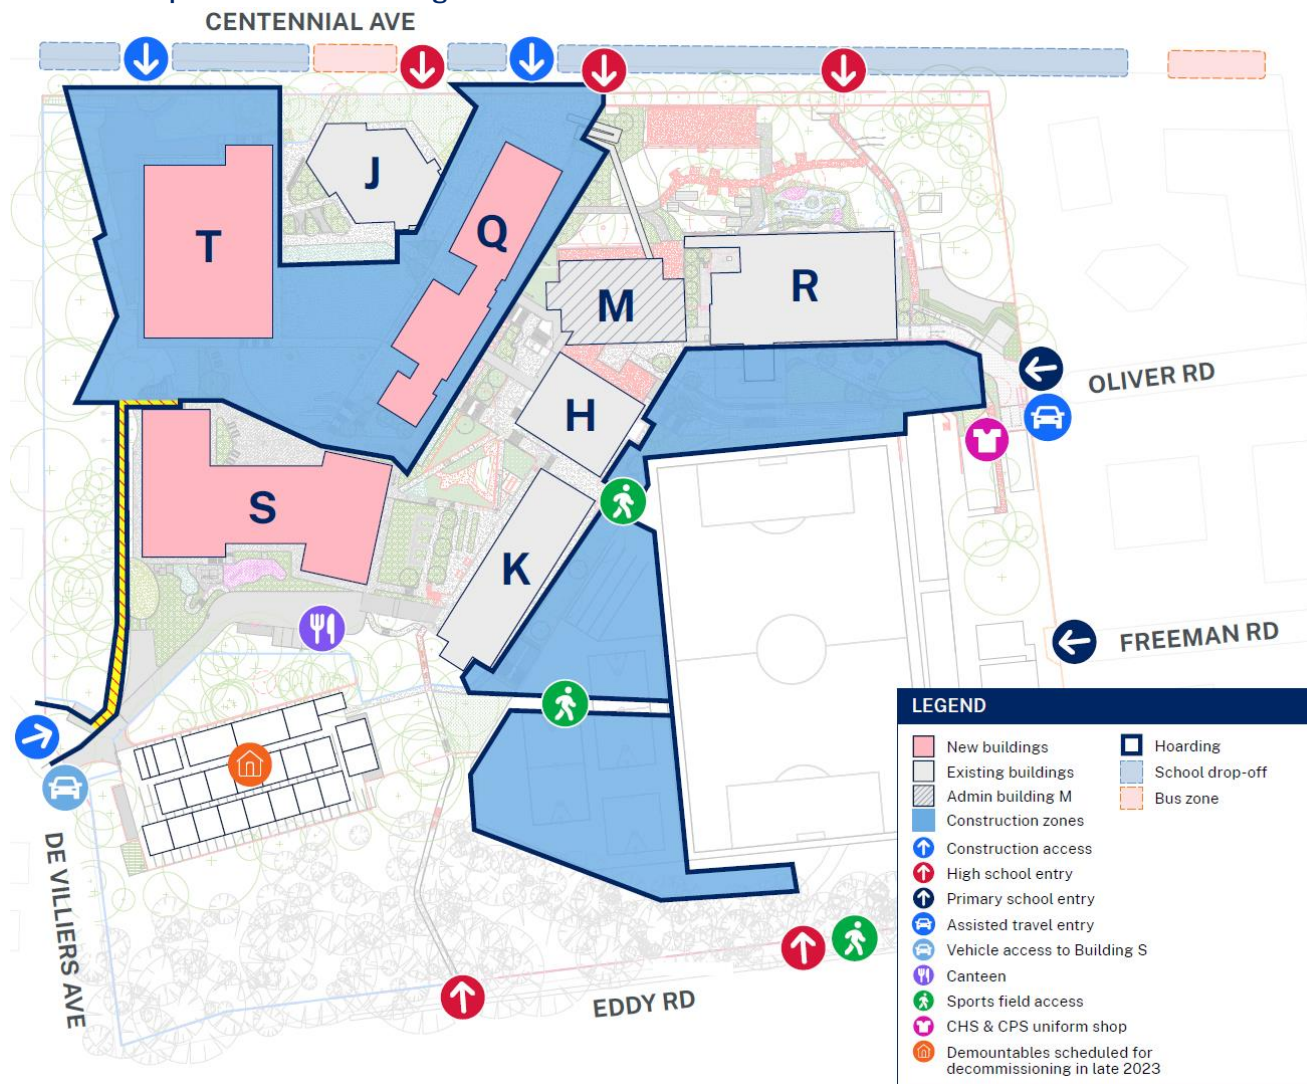 CENTENNIAL AVE
J
T
Q
M
R
H
OLIVER RD
S
K
FREEMAN RD
DE VILLIERS AVE
EDDY RD
LEGEND
New buildings
Existing buildings
Admin building M
Construction zones
Construction access
High school entry
Primary school entry
Assisted travel entry
Vehicle access to Building S
Canteen
Sports field access
CHS & CPS uniform shop
Demountables scheduled for
decommissioning in late 2023
Hoarding
School drop-off
Bus zone